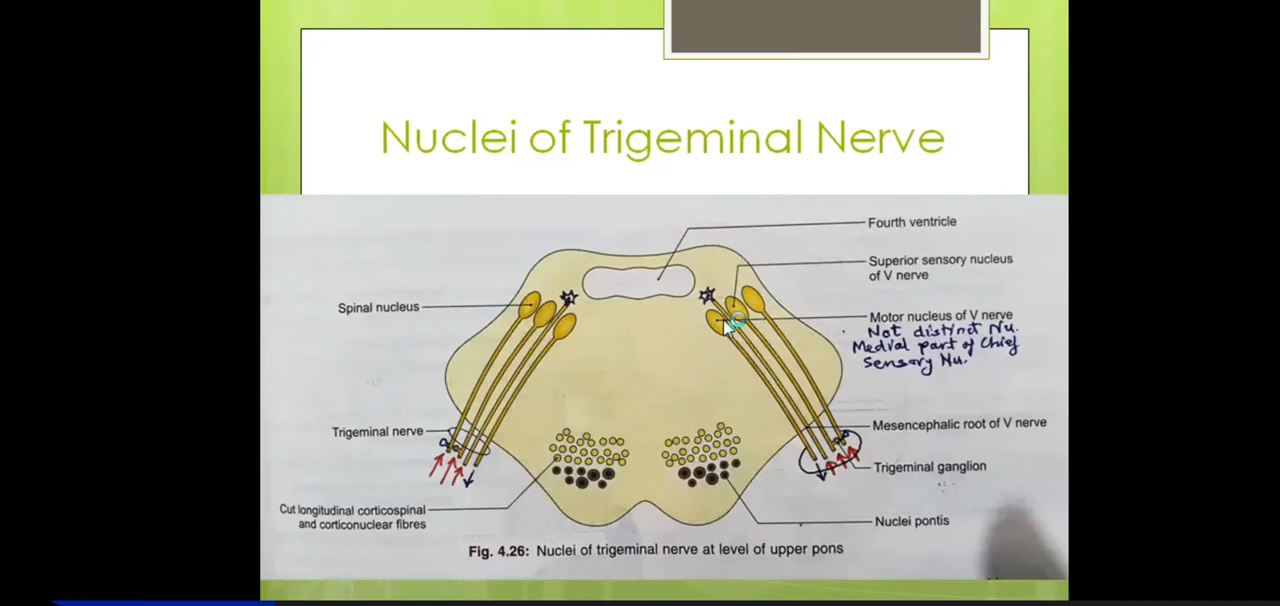 Nuclei of Trigeminal Nerve
Fourth ventricle
Superior sensory nucleus
of V nerve
Spinal nucleus
Motor nucleus of V nerve
Not distinct Nu.
Medial part of Chief
Sensory Nu.
Trigeminal nerve
Mesencephalic root of V nerve
Trigeminal ganglion
Cut longitudinal corticospinal
and corticonuclear fibres
Nuclei pontis
Fig. 4.26: Nuclei of trigeminal nerve at level of upper pons